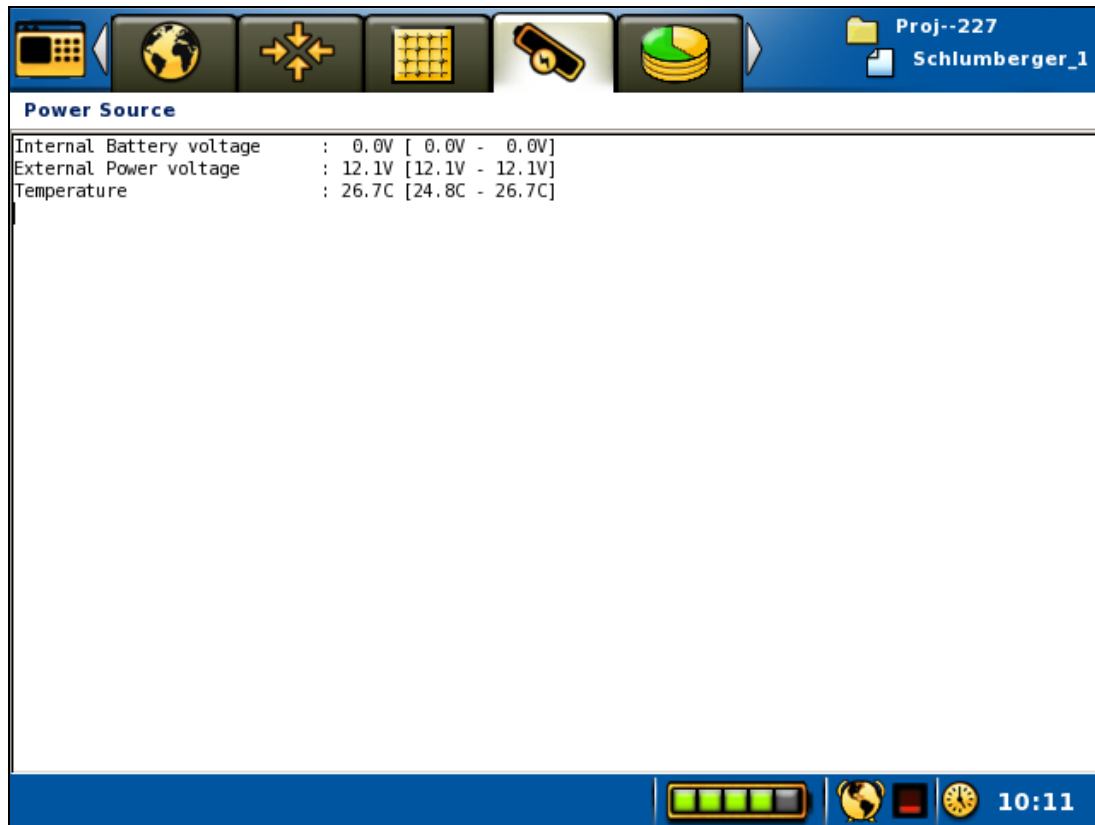 Proj--227
Schlumberger_1
Power Source
Internal Battery voltage : 0.0V [ 0.0V - 0.0V]
External Power voltage : 12.1V [12.1V - 12.1V]
Temperature : 26.7C [24.8C - 26.7C]
10:11